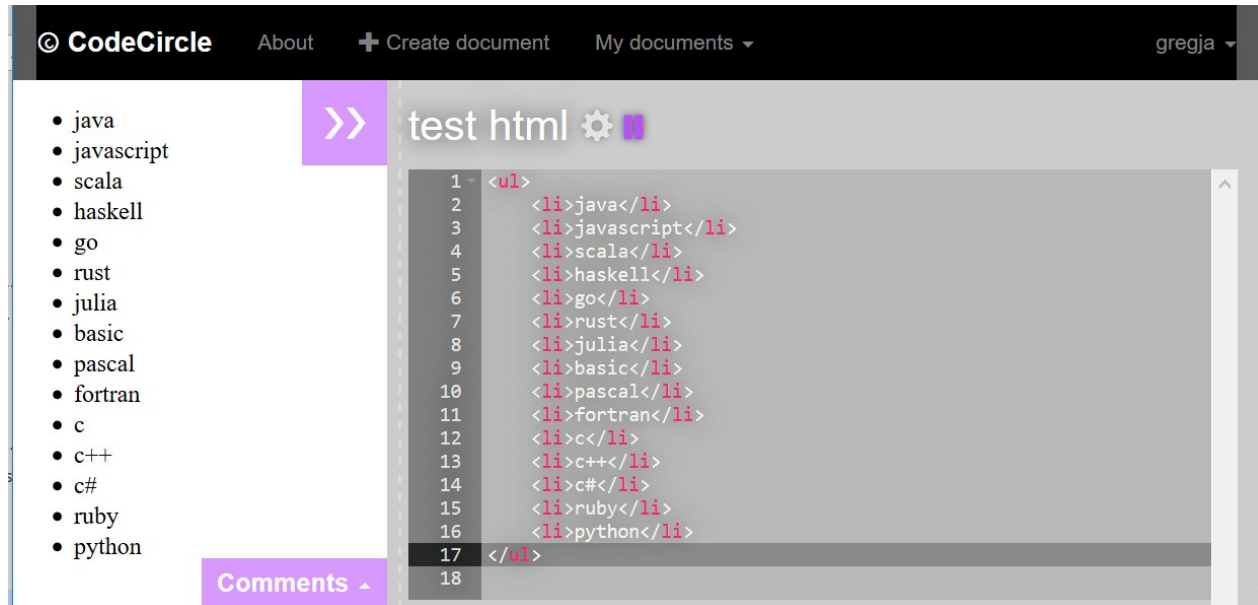 © CodeCircle About Create document My documents gregja
java
javascript
scala
haskell
go
rust
julia
basic
pascal
fortran
c
c++
c#
ruby
python
Comments
test html
1 <ul>
2 <li>java</li>
3 <li>javascript</li>
4 <li>scala</li>
5 <li>haskell</li>
6 <li>go</li>
7 <li>rust</li>
8 <li>julia</li>
9 <li>basic</li>
10 <li>pascal</li>
11 <li>fortran</li>
12 <li>c</li>
13 <li>c++</li>
14 <li>c#</li>
15 <li>ruby</li>
16 <li>python</li>
17 </ul>
18